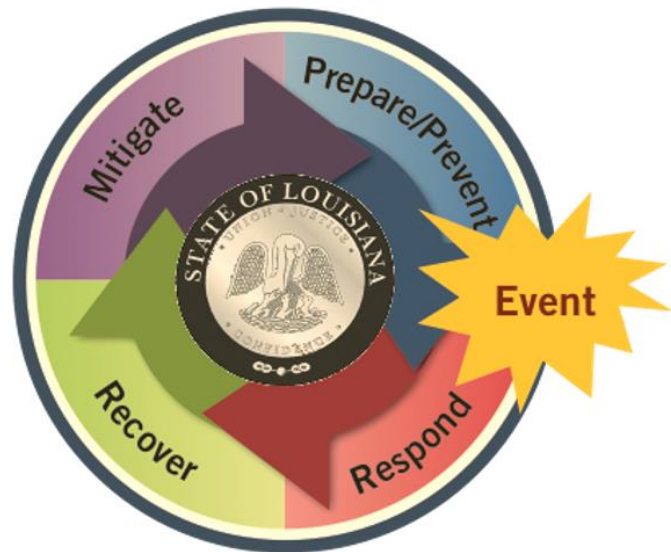 Mitigate
Prepare/Prevent
Event
Respond
Recover
STATE OF LOUISIANA
UNION • JUSTICE
CONFIDENCE